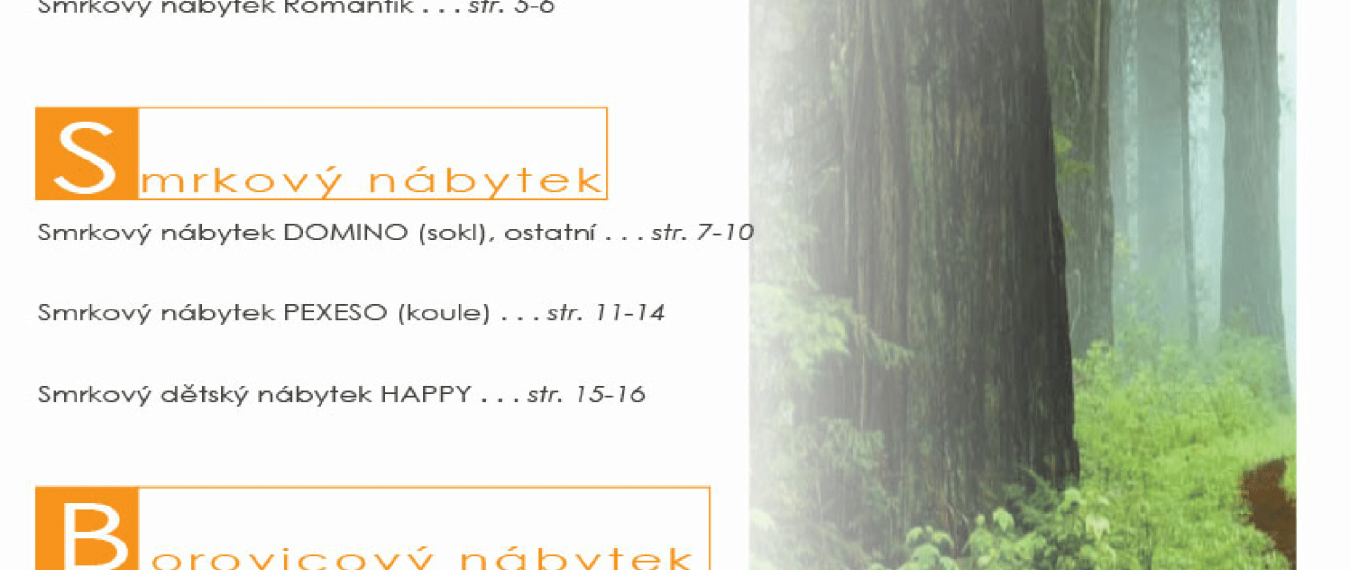 Smrkový nábytek Romantik . . . str. 5-6
Smrkový nábytek
Smrkový nábytek DOMINO (sokl), ostatní . . . str. 7-10
Smrkový nábytek PEXESO (koule) . . . str. 11-14
Smrkový dětský nábytek HAPPY . . . str. 15-16
Borovicový nábytek